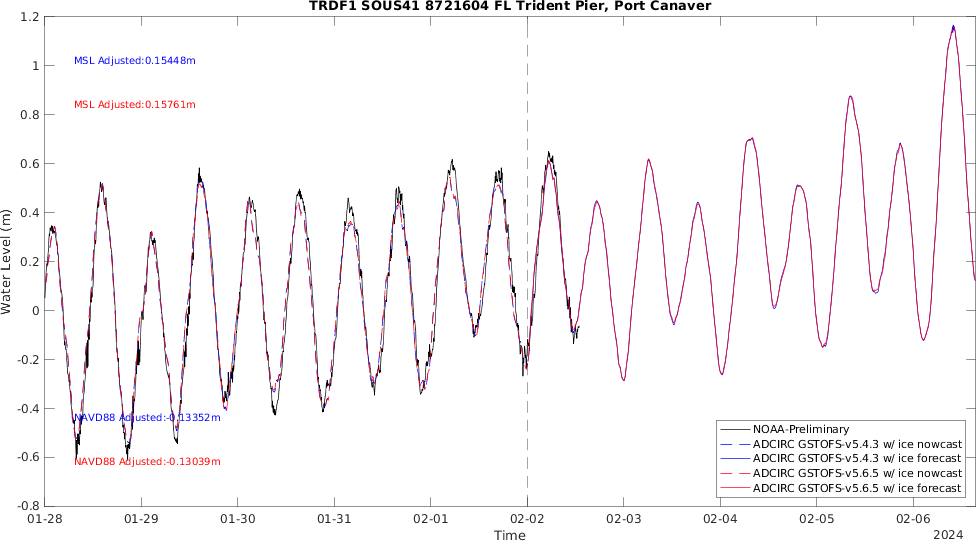 TRDF1 SOUS41 8721604 FL Trident Pier, Port Canaver
1.2
1
0.8
0.6
0.4
0.2
0
-0.2
-0.4
-0.6
-0.8
Water Level (m)
MSL Adjusted:0.15448m
MSL Adjusted:0.15761m
NAVD88 Adjusted:-0.13352m
NAVD88 Adjusted:-0.13039m
NOAA-Preliminary
ADCIRC GSTOFS-v5.4.3 w/ ice nowcast
ADCIRC GSTOFS-v5.4.3 w/ ice forecast
ADCIRC GSTOFS-v5.6.5 w/ ice nowcast
ADCIRC GSTOFS-v5.6.5 w/ ice forecast
01-28 01-29 01-30 01-31 02-01 02-02 02-03 02-04 02-05 02-06
Time
2024